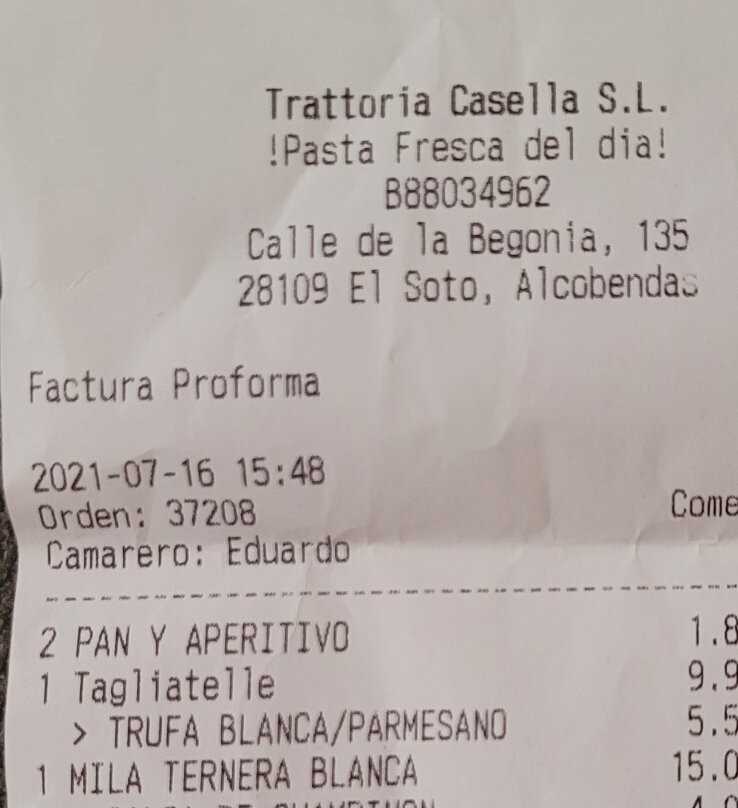 Trattoria Casella S.L.
!Pasta Fresca del dia!
B88034962
Calle de la Begonia, 135
28109 El Soto, Alcobendas
Factura Proforma
2021-07-16 15:48
Orden: 37208 Come
Camarero: Eduardo
2 PAN Y APERITIVO 1.8
1 Tagliatelle 9.9
> TRUFA BLANCA/PARMESANO 5.5
1 MILA TERNERA BLANCA 15.0